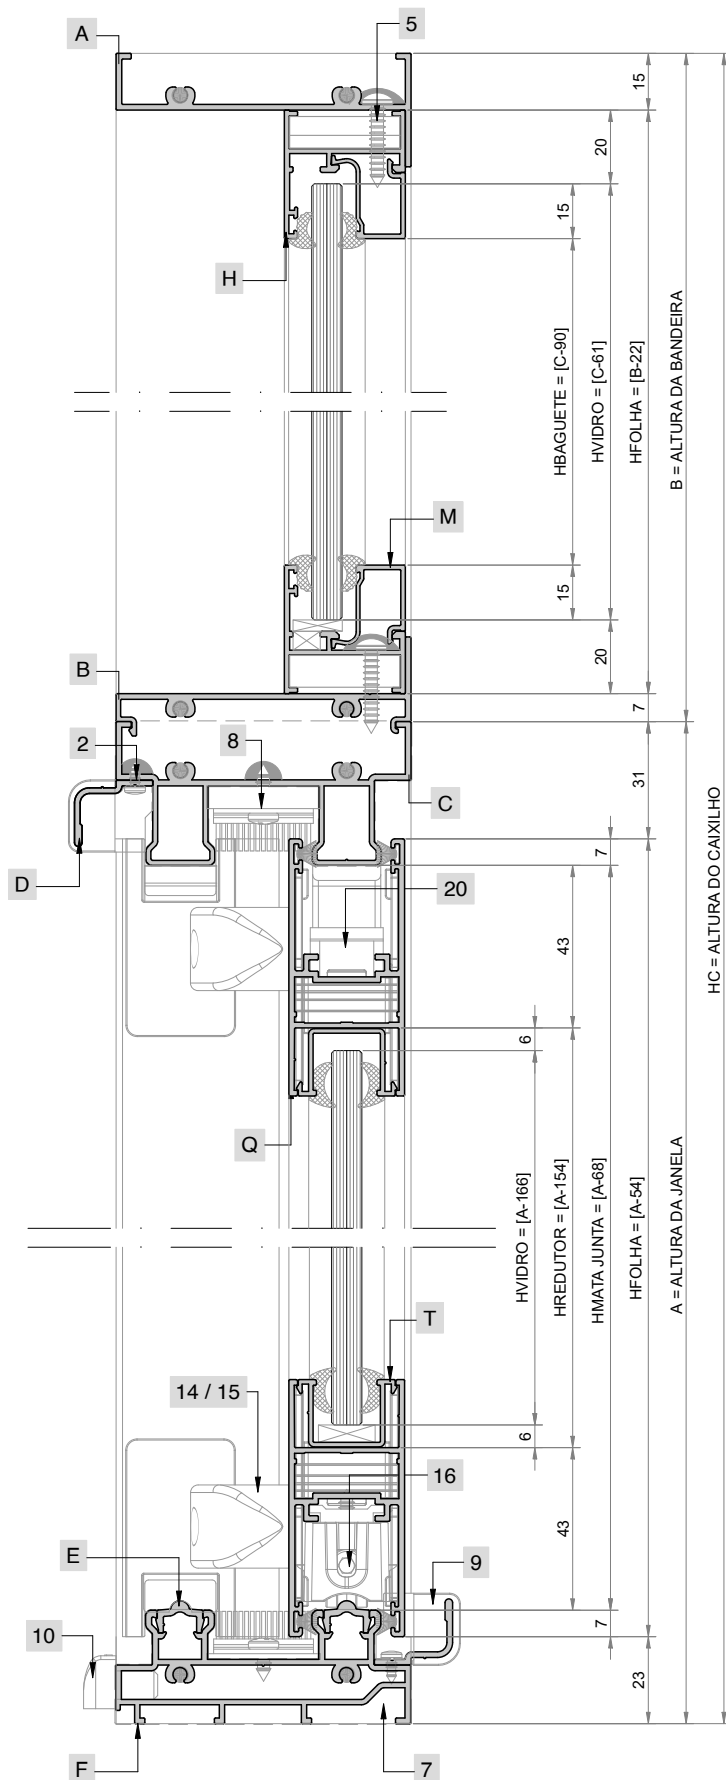 A
5
15
20
15
H
HBAGUETE = [C-90]
HVIDRO = [C-61]
HFOLHA = [B-22]
B = ALTURA DA BANDEIRA
M
15
20
B
7
2
8
31
C
7
D
20
43
HC = ALTURA DO CAIXILHO
6
Q
HVIDRO = [A-166]
HREDUTOR = [A-154]
HMATA JUNTA = [A-68]
HFOLHA = [A-54]
A = ALTURA DA JANELA
T
14 / 15
6
16
43
E
9
10
7
23
F
7